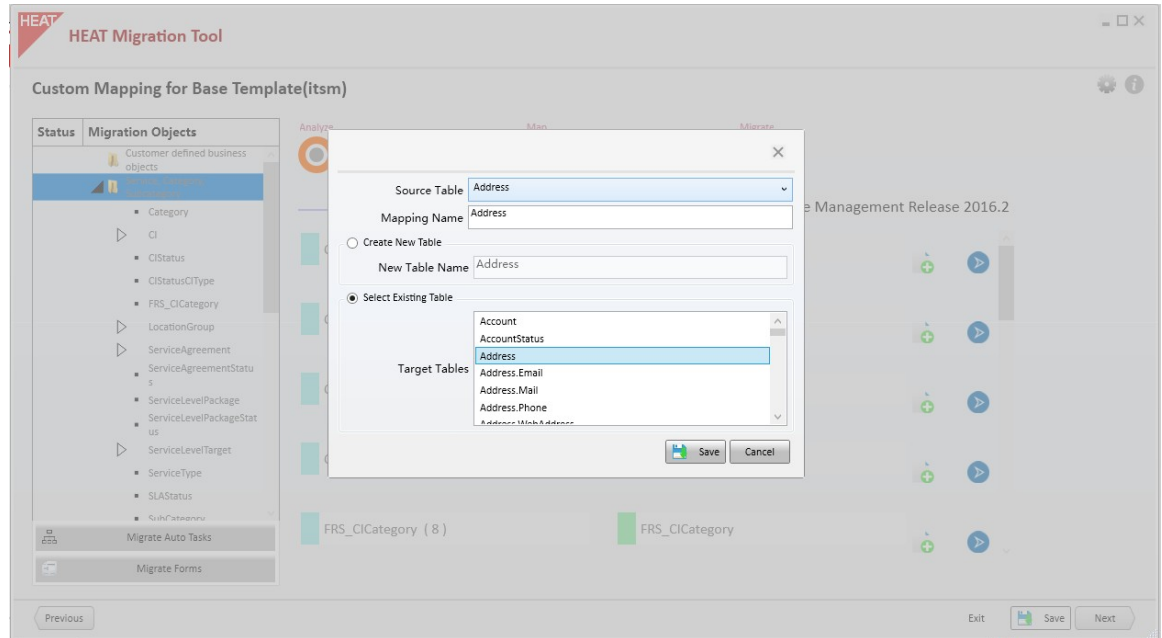 HEAT
HEAT Migration Tool
Custom Mapping for Base Template(itsm)
Status
Migration Objects
Customer defined business
objects
Category
CI
CIStatus
CIStatusCIType
FRS_CICategory
LocationGroup
ServiceAgreement
ServiceAgreementStatu
s
ServiceLevelPackage
ServiceLevelPackageStat
us
ServiceLevelTarget
ServiceType
SLAStatus
SubCategory
Migrate Auto Tasks
Migrate Forms
Analyze
Map
Migrate
e Management Release 2016.2
Source Table
Address
Mapping Name
Address
Create New Table
New Table Name
Address
Select Existing Table
Target Tables
Account
AccountStatus
Address
Address.Email
Address.Mail
Address.Phone
Address.WebAddress
Save
Cancel
FRS_CICategory ( 8 )
FRS_CICategory
Previous
Exit
Save
Next